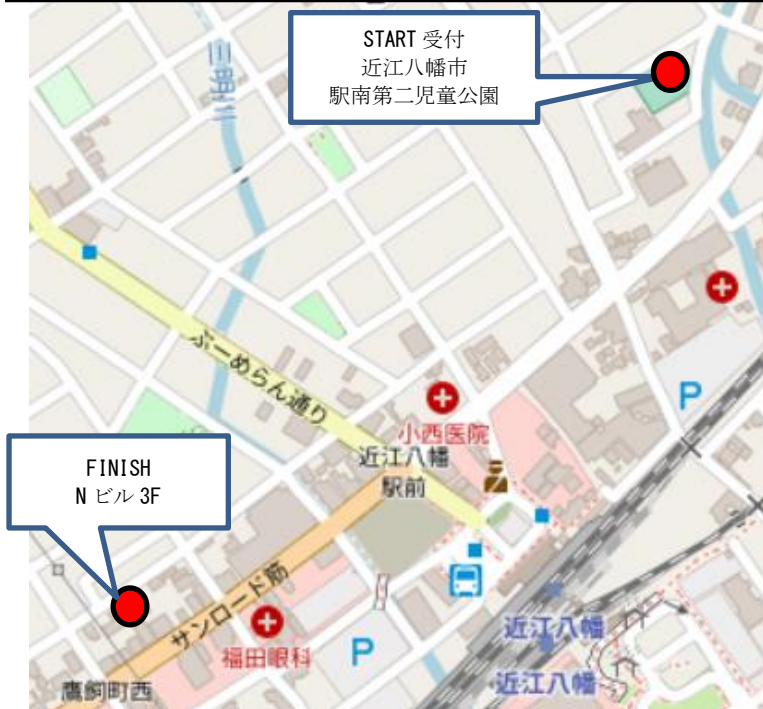 START 受付
近江八幡市
駅南第二児童公園
三明川
ぶーめらん通り
小西医院
近江八幡
駅前
P
FINISH
N ビル 3F
サンロード筋
福田眼科
P
近江八幡
近江八幡
鷹飼町西